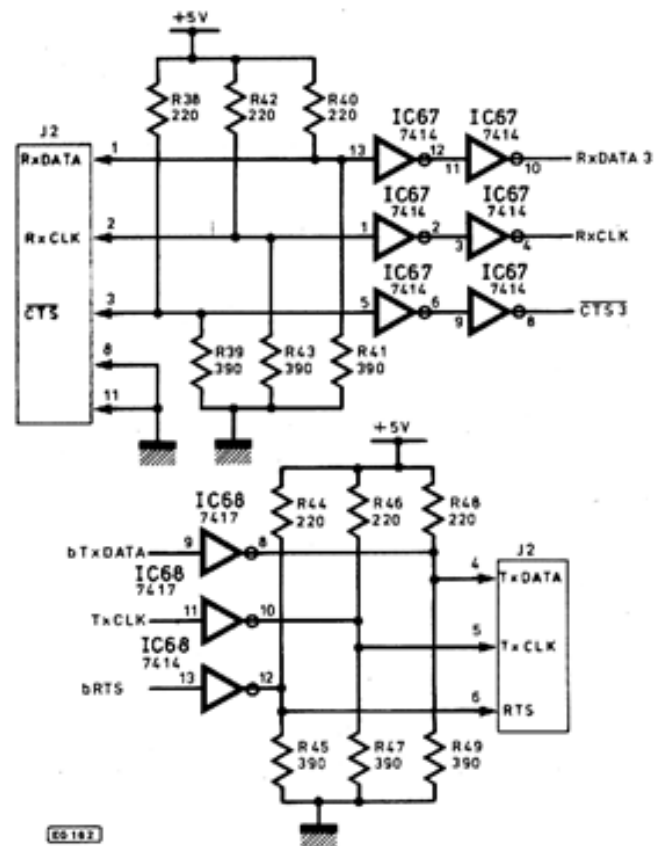 +5V
R38
220
R42
220
R40
220
J2
IC67
7414
IC67
7414
RxDATA
1
13
12
11
10
RxDATA 3
IC67
7414
IC67
7414
RxCLK
2
1
2
3
4
RxCLK
IC67
7414
IC67
7414
CTS
3
5
6
9
8
CTS 3
R39
390
R43
390
R41
390
8
11
+5V
IC68
7417
R44
220
R46
220
R48
220
bTxDATA
9
8
J2
4
TxDATA
IC68
7417
TxCLK
11
10
5
TxCLK
IC68
7414
bRTS
13
12
6
RTS
R45
390
R47
390
R49
390
EG 162